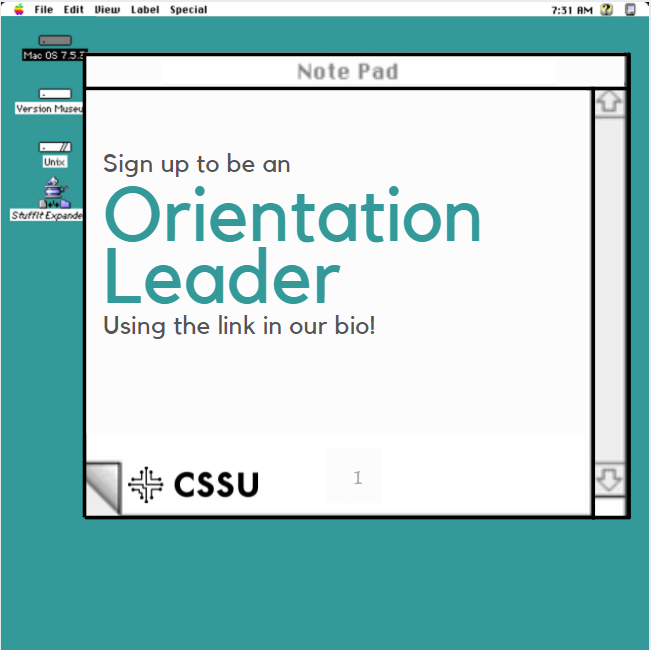 File Edit View Label Special 7:31 AM
Mac OS 7.5.
Version Museu
Unix
StuffIt Expande
Note Pad
Sign up to be an
Orientation
Leader
Using the link in our bio!
CSSU
1